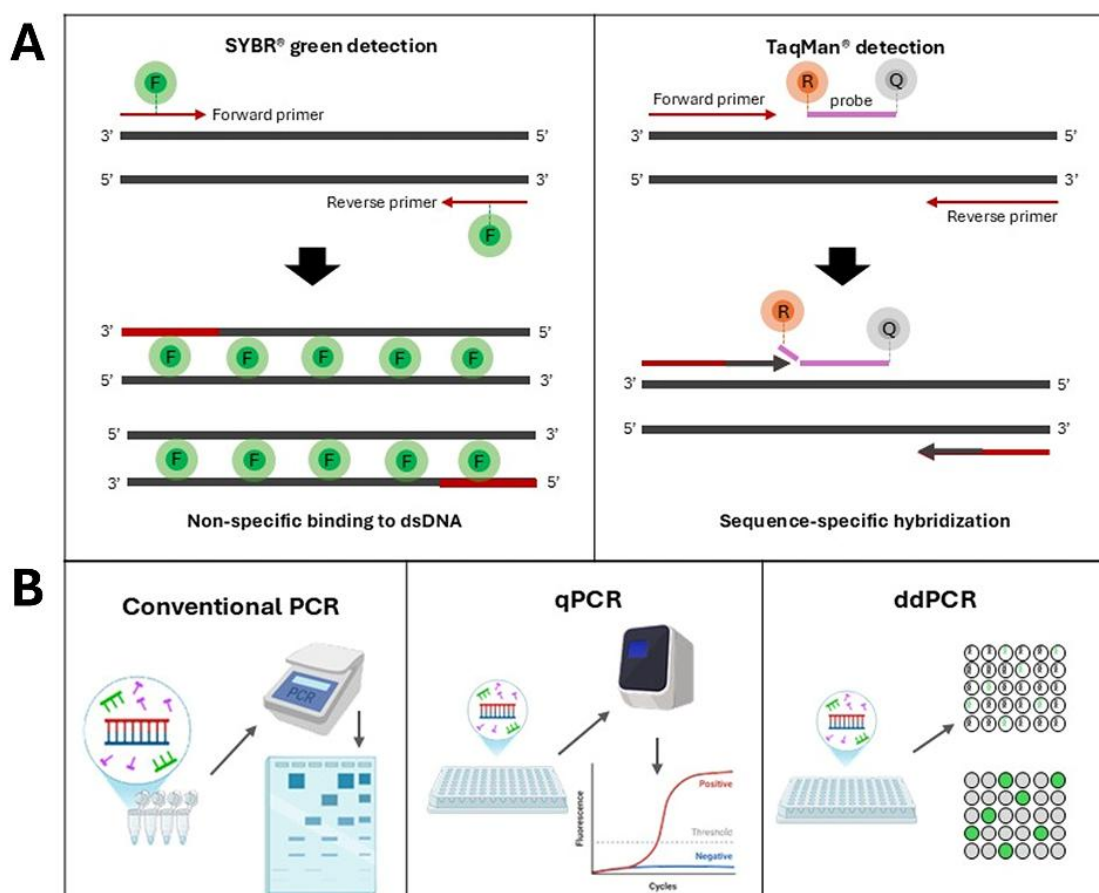 A
SYBR® green detection
F
Forward primer
3’ 5’
5’ 3’
Reverse primer
F
3’ 5’
F F F F F
5’ 3’
5’ 3’
F F F F F
3’ 5’
Non-specific binding to dsDNA
TaqMan® detection
R Q
Forward primer probe
3’ 5’
5’ 3’
Reverse primer
R
Q
3’ 5’
5’ 3’
Sequence-specific hybridization
B
Conventional PCR
PCR
qPCR
Fluorescence
Positive
Threshold
Negative
Cycles
ddPCR